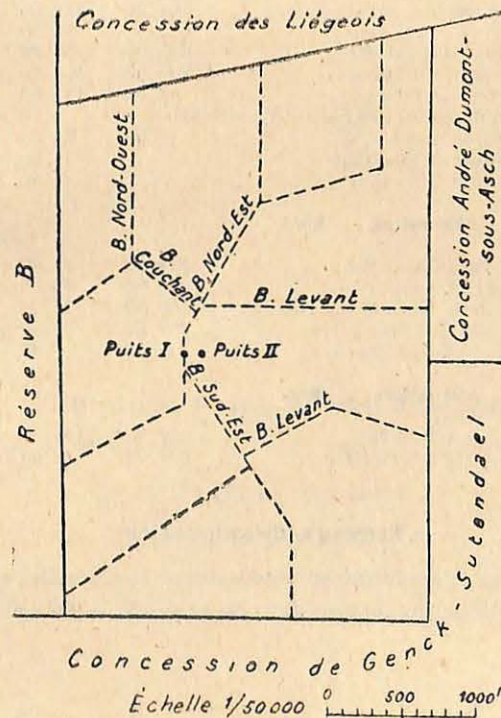 Concession des Liégeois
Concession André Dumont-
sous-Asch
B. Nord-Ouest
B. Nord-Est
B.
Couchant
B. Levant
Réserve B
Puits I
Puits II
B. Sud-Est
B. Levant
Concession de Genck-Sutendael
Échelle 1/50000
0 500 1000